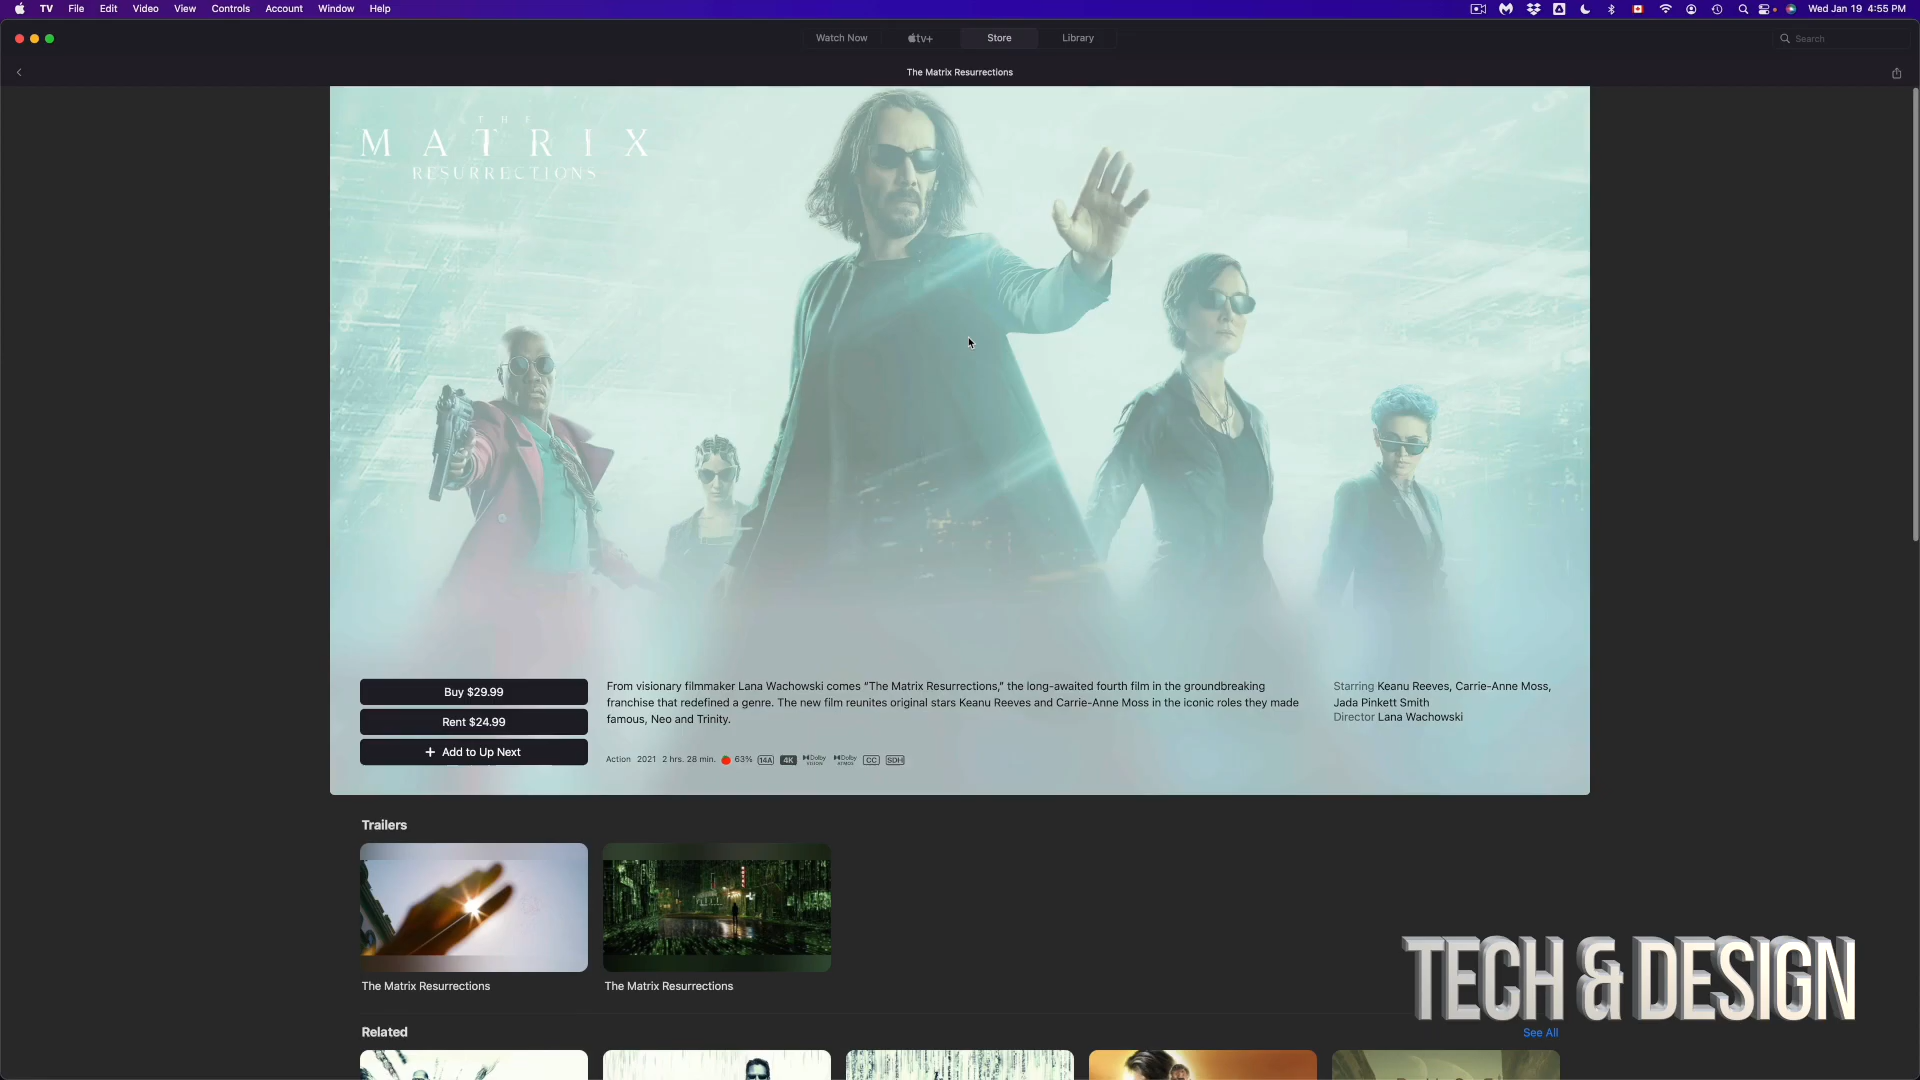 TV File Edit Video View Controls Account Window Help
Wed Jan 19 4:55 PM
Watch Now
tv+
Store
Library
Search
The Matrix Resurrections
THE
MATRIX
RESURRECTIONS
Buy $29.99
Rent $24.99
+ Add to Up Next
From visionary filmmaker Lana Wachowski comes “The Matrix Resurrections,” the long-awaited fourth film in the groundbreaking
franchise that redefined a genre. The new film reunites original stars Keanu Reeves and Carrie-Anne Moss in the iconic roles they made
famous, Neo and Trinity.
Action 2021 2 hrs. 28 min. 63% 14A 4K Dolby VISION Dolby ATMOS CC SDH
Starring Keanu Reeves, Carrie-Anne Moss,
Jada Pinkett Smith
Director Lana Wachowski
Trailers
The Matrix Resurrections
The Matrix Resurrections
TECH & DESIGN
Related
See All